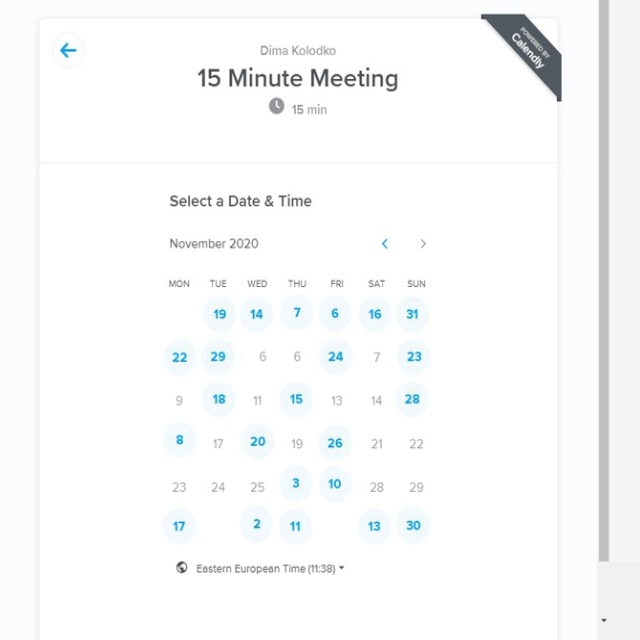 Dima Kolodko
15 Minute Meeting
15 min
POWERED BY
Calendly
Select a Date & Time
November 2020
MON TUE WED THU FRI SAT SUN
19 14 7 6 16 31
22 29 6 6 24 7 23
9 18 11 15 13 14 28
8 17 20 19 26 21 22
23 24 25 3 10 28 29
17 2 11 13 30
Eastern European Time (11:38)